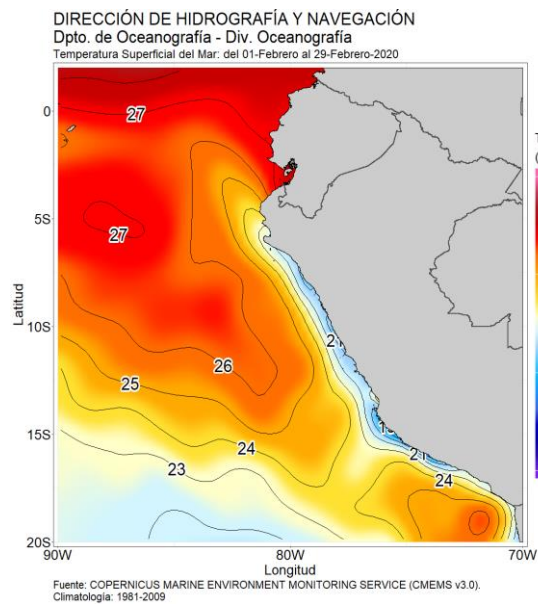 DIRECCIÓN DE HIDROGRAFÍA Y NAVEGACIÓN
Dpto. de Oceanografía - Div. Oceanografía
Temperatura Superficial del Mar: del 01-Febrero al 29-Febrero-2020
27
0
27
5S
10S
21
26
25
24
15S
21
23
24
20S
90W
80W
70W
Latitud
Longitud
Fuente: COPERNICUS MARINE ENVIRONMENT MONITORING SERVICE (CMEMS v3.0).
Climatología: 1981-2009